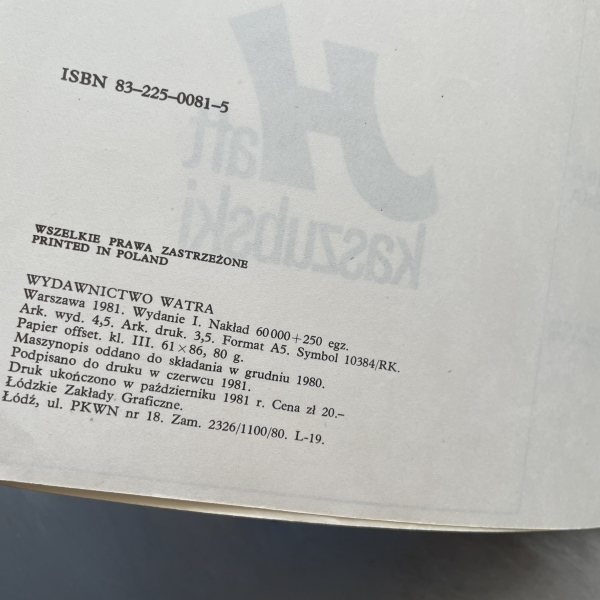 Haft
kaszubski
ISBN 83-225-0081-5
WSZELKIE PRAWA ZASTRZEŻONE
PRINTED IN POLAND
WYDAWNICTWO WATRA
Warszawa 1981. Wydanie I. Nakład 60 000+250 egz.
Ark. wyd. 4,5. Ark. druk. 3,5. Format A5. Symbol 10384/RK.
Papier offset. kl. III. 61×86, 80 g.
Maszynopis oddano do składania w grudniu 1980.
Podpisano do druku w czerwcu 1981.
Druk ukończono w październiku 1981 r. Cena zł 20.–
Łódzkie Zakłady Graficzne.
Łódź, ul. PKWN nr 18. Zam. 2326/1100/80. L-19.